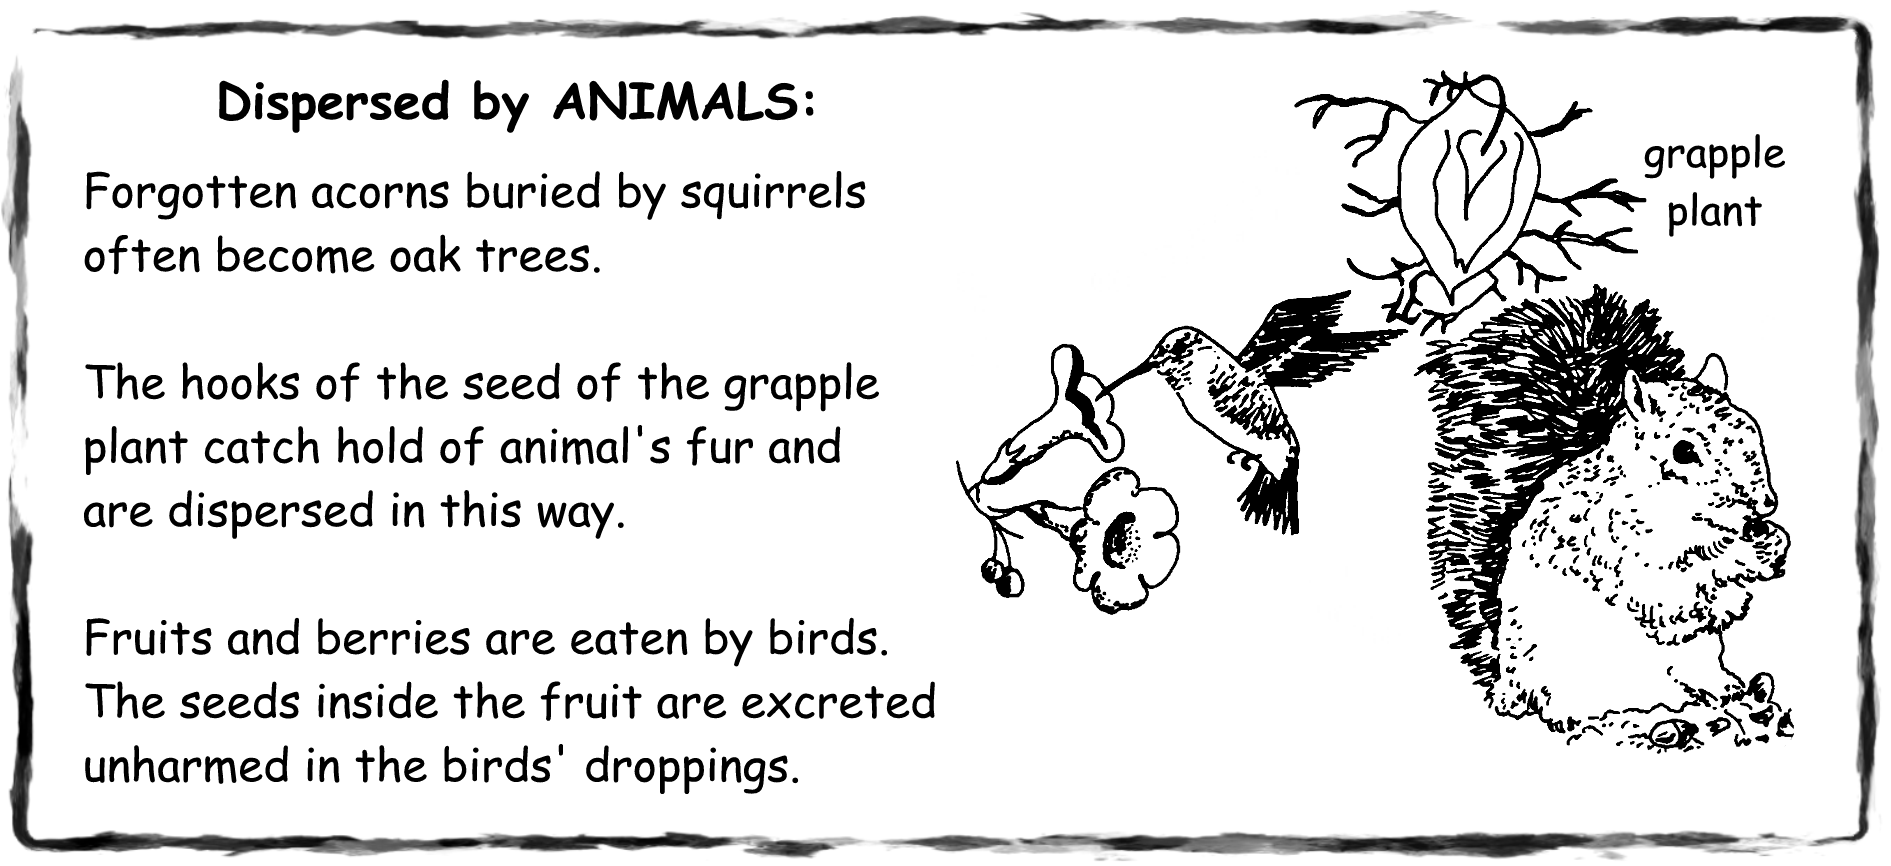 Dispersed by ANIMALS:
Forgotten acorns buried by squirrels
often become oak trees.
The hooks of the seed of the grapple
plant catch hold of animal's fur and
are dispersed in this way.
Fruits and berries are eaten by birds.
The seeds inside the fruit are excreted
unharmed in the birds' droppings.
grapple
plant